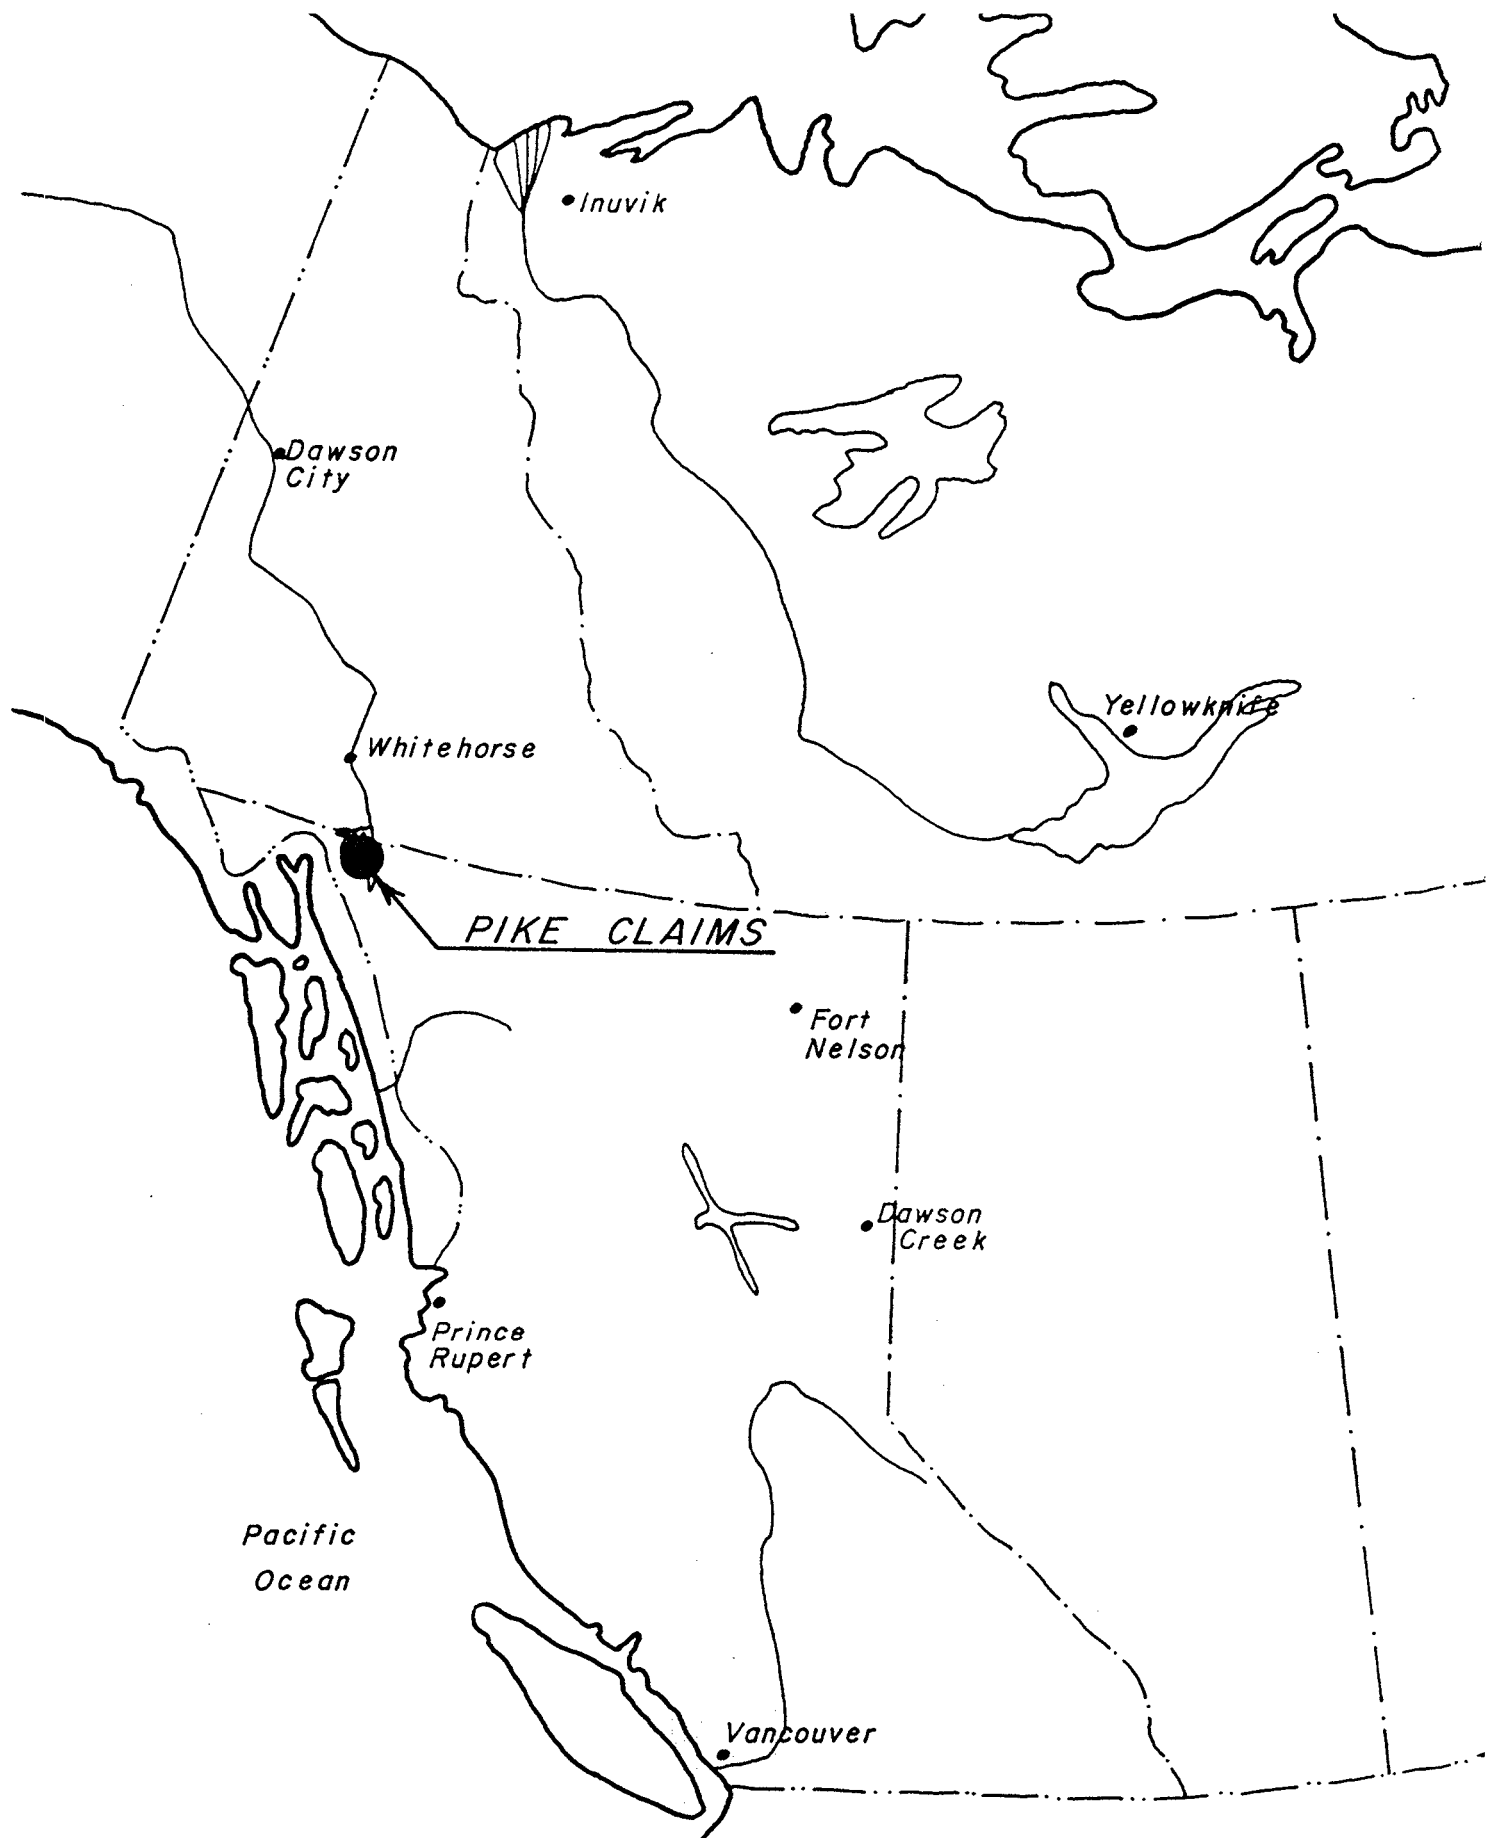 Inuvik
Dawson
City
Yellowknife
Whitehorse
PIKE CLAIMS
Fort
Nelson
Dawson
Creek
Prince
Rupert
Pacific
Ocean
Vancouver